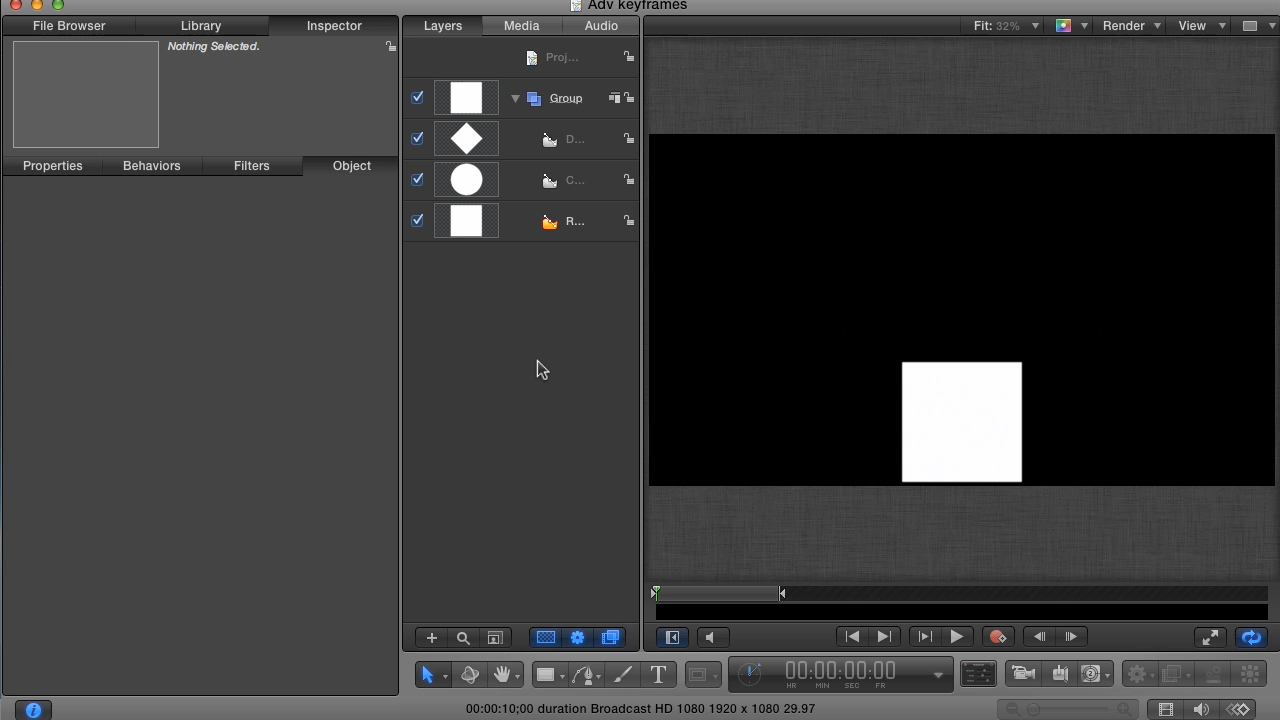 Adv keyframes
File Browser
Library
Inspector
Layers
Media
Audio
Fit: 32%
Render
View
Nothing Selected.
Proj...
Group
D...
C...
R...
Properties
Behaviors
Filters
Object
T
00:00:00:00
HR MIN SEC FR
00:00:10;00 duration Broadcast HD 1080 1920 x 1080 29.97